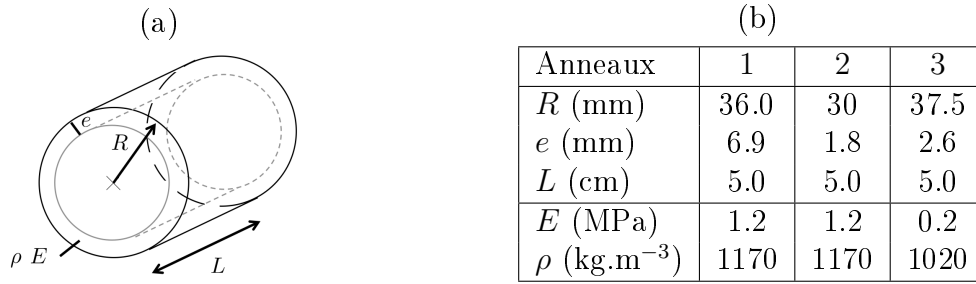 (a)
e
R
ρ E
L
(b)
Anneaux 1 2 3
R (mm) 36.0 30 37.5
e (mm) 6.9 1.8 2.6
L (cm) 5.0 5.0 5.0
E (MPa) 1.2 1.2 0.2
ρ (kg.m⁻³) 1170 1170 1020